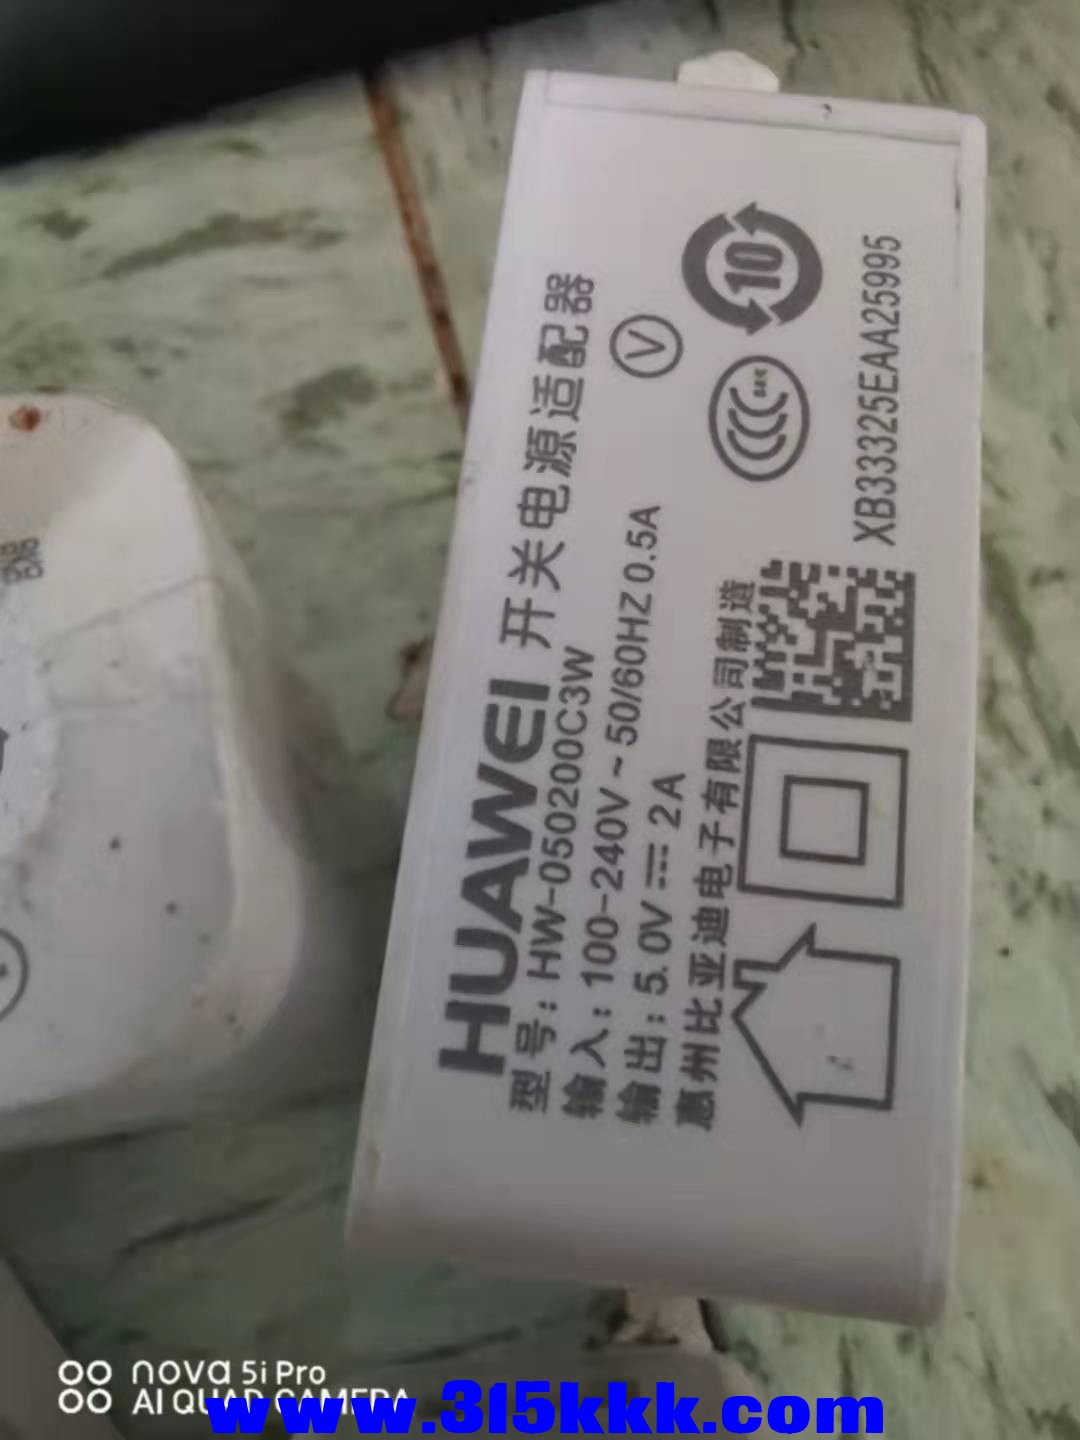 HUAWEI 开关电源适配器
型号: HW-050200C3W
输入: 100-240V ~ 50/60HZ 0.5A
输出: 5.0V ⎓ 2A
惠州比亚迪电子有限公司制造
V
10
XB33325EAA25995
nova 5i Pro
AI QUAD CAMERA
www.315kkk.com